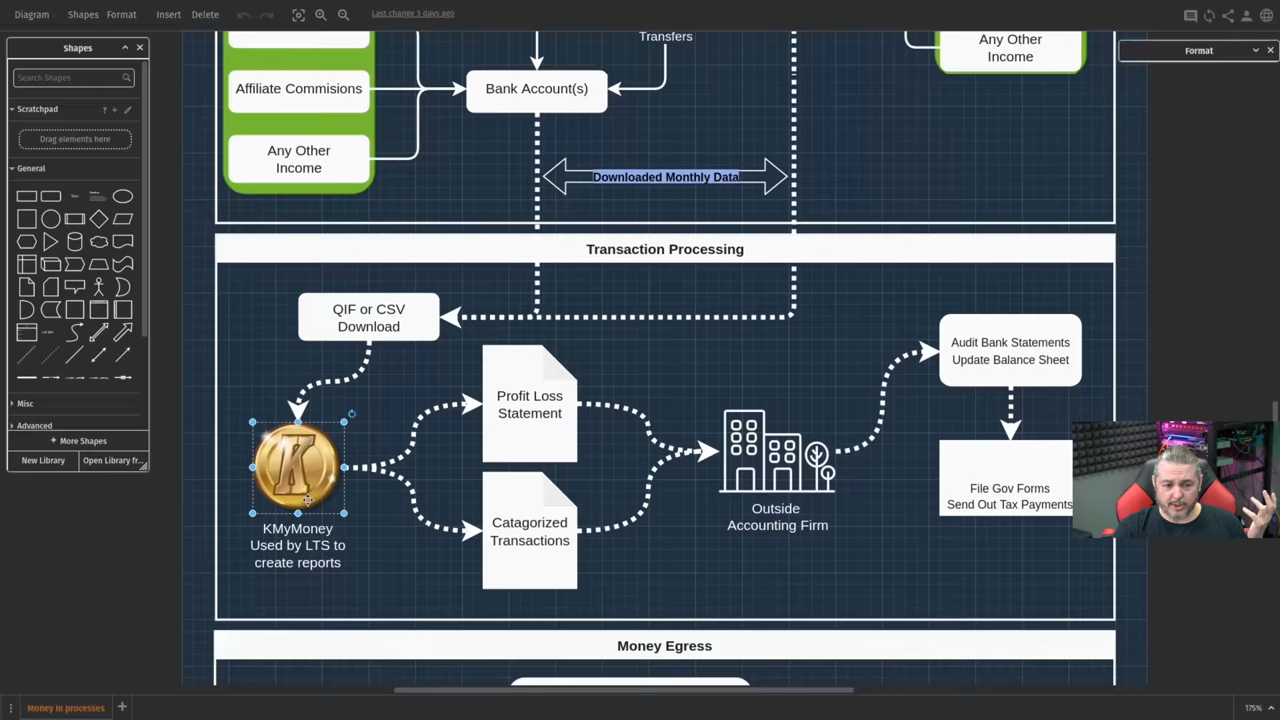 Diagram Shapes Format Insert Delete Last change 3 days ago
Shapes
Search Shapes
Scratchpad ? +
Drag elements here
General
Text
Heading
List Item
Misc
Advanced
+ More Shapes
New Library Open Library fr...
Format
Transfers
Any Other
Income
Affiliate Commisions
Bank Account(s)
Any Other
Income
Downloaded Monthly Data
Transaction Processing
QIF or CSV
Download
Profit Loss
Statement
Audit Bank Statements
Update Balance Sheet
K
KMyMoney
Used by LTS to
create reports
Catagorized
Transactions
Outside
Accounting Firm
File Gov Forms
Send Out Tax Payments
Money Egress
Money in processes +
175%